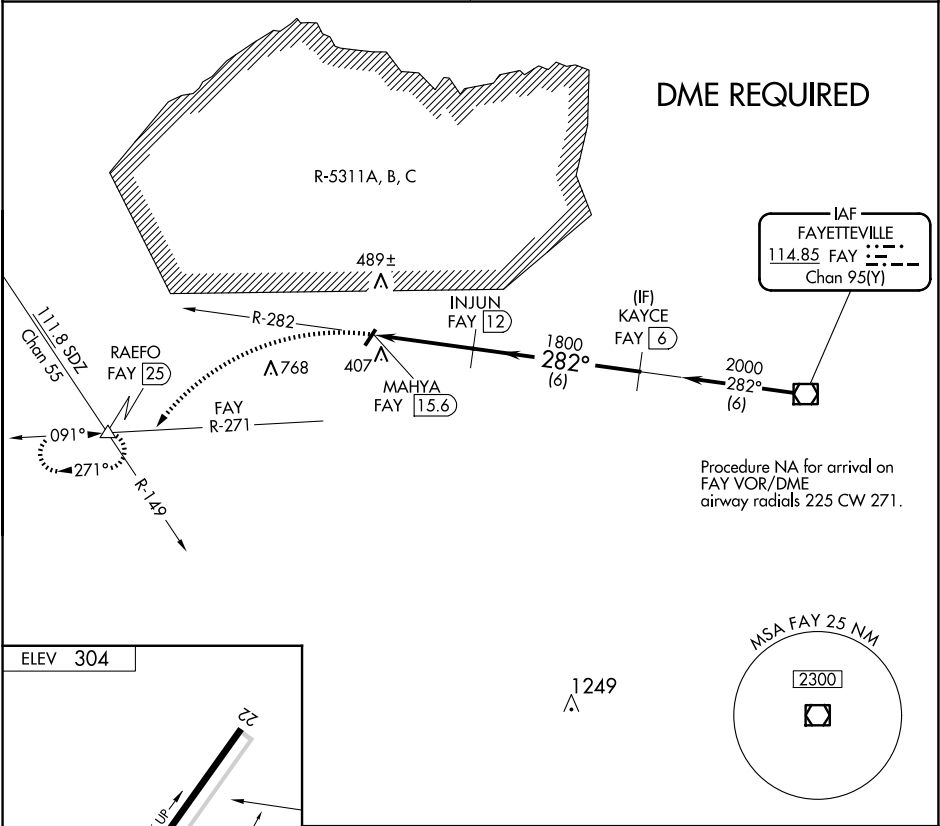 DME REQUIRED
R-5311A, B, C
IAF
FAYETTEVILLE
114.85 FAY
Chan 95(Y)
489±
INJUN
FAY 12
(IF)
KAYCE
FAY 6
R-282
1800
282°
(6)
2000
282°
(6)
111.8 SDZ
Chan 55
RAEFO
FAY 25
768
407
MAHYA
FAY 15.6
FAY
R-271
091°
271°
R-149
Procedure NA for arrival on
FAY VOR/DME
airway radials 225 CW 271.
MSA FAY 25 NM
2300
ELEV 304
1249
22
UP